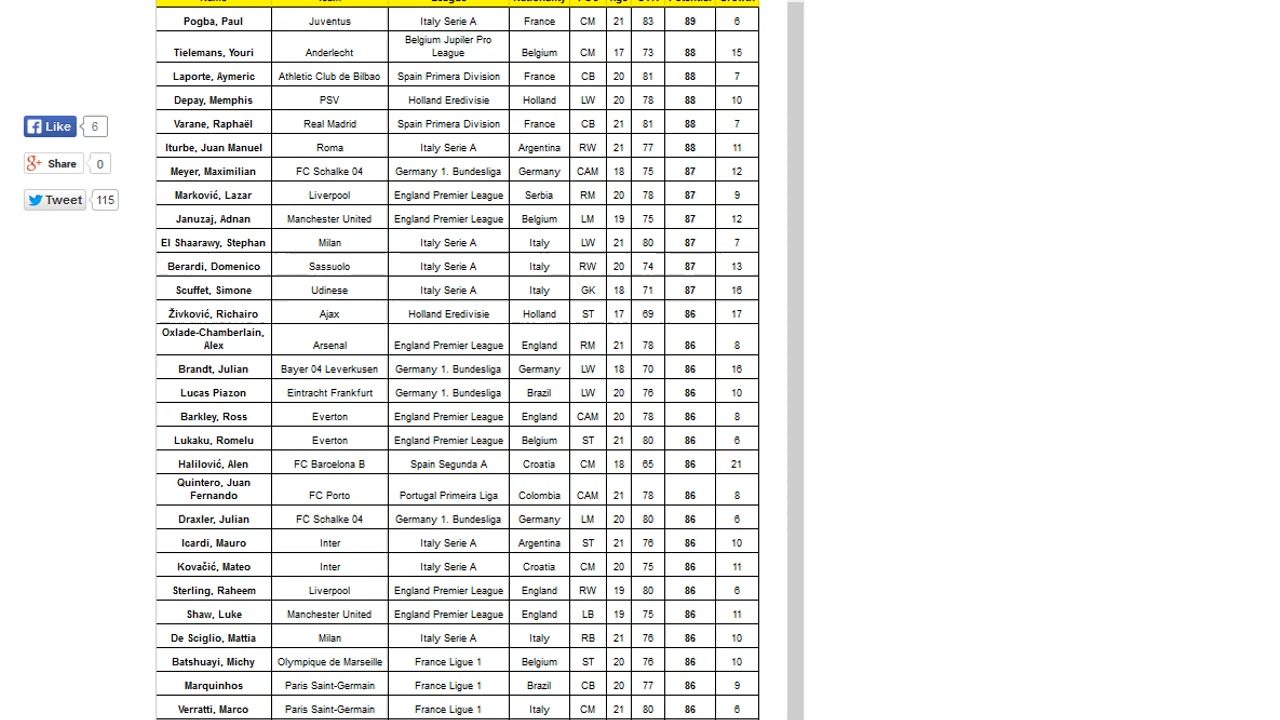 Pogba, Paul Juventus Italy Serie A France CM 21 83 89 6
Tielemans, Youri Anderlecht Belgium Jupiler Pro League Belgium CM 17 73 88 15
Laporte, Aymeric Athletic Club de Bilbao Spain Primera Division France CB 20 81 88 7
Depay, Memphis PSV Holland Eredivisie Holland LW 20 78 88 10
Varane, Raphaël Real Madrid Spain Primera Division France CB 21 81 88 7
Iturbe, Juan Manuel Roma Italy Serie A Argentina RW 21 77 88 11
Meyer, Maximilian FC Schalke 04 Germany 1. Bundesliga Germany CAM 18 75 87 12
Marković, Lazar Liverpool England Premier League Serbia RM 20 78 87 9
Januzaj, Adnan Manchester United England Premier League Belgium LM 19 75 87 12
El Shaarawy, Stephan Milan Italy Serie A Italy LW 21 80 87 7
Berardi, Domenico Sassuolo Italy Serie A Italy RW 20 74 87 13
Scuffet, Simone Udinese Italy Serie A Italy GK 18 71 87 16
Živković, Richairo Ajax Holland Eredivisie Holland ST 17 69 86 17
Oxlade-Chamberlain, Alex Arsenal England Premier League England RM 21 78 86 8
Brandt, Julian Bayer 04 Leverkusen Germany 1. Bundesliga Germany LW 18 70 86 16
Lucas Piazon Eintracht Frankfurt Germany 1. Bundesliga Brazil LW 20 76 86 10
Barkley, Ross Everton England Premier League England CAM 20 78 86 8
Lukaku, Romelu Everton England Premier League Belgium ST 21 80 86 6
Halilović, Alen FC Barcelona B Spain Segunda A Croatia CM 18 65 86 21
Quintero, Juan Fernando FC Porto Portugal Primeira Liga Colombia CAM 21 78 86 8
Draxler, Julian FC Schalke 04 Germany 1. Bundesliga Germany LM 20 80 86 6
Icardi, Mauro Inter Italy Serie A Argentina ST 21 76 86 10
Kovačić, Mateo Inter Italy Serie A Croatia CM 20 75 86 11
Sterling, Raheem Liverpool England Premier League England RW 19 80 86 6
Shaw, Luke Manchester United England Premier League England LB 19 75 86 11
De Sciglio, Mattia Milan Italy Serie A Italy RB 21 76 86 10
Batshuayi, Michy Olympique de Marseille France Ligue 1 Belgium ST 20 76 86 10
Marquinhos Paris Saint-Germain France Ligue 1 Brazil CB 20 77 86 9
Verratti, Marco Paris Saint-Germain France Ligue 1 Italy CM 21 80 86 6
Like 6
g+ Share 0
Tweet 115